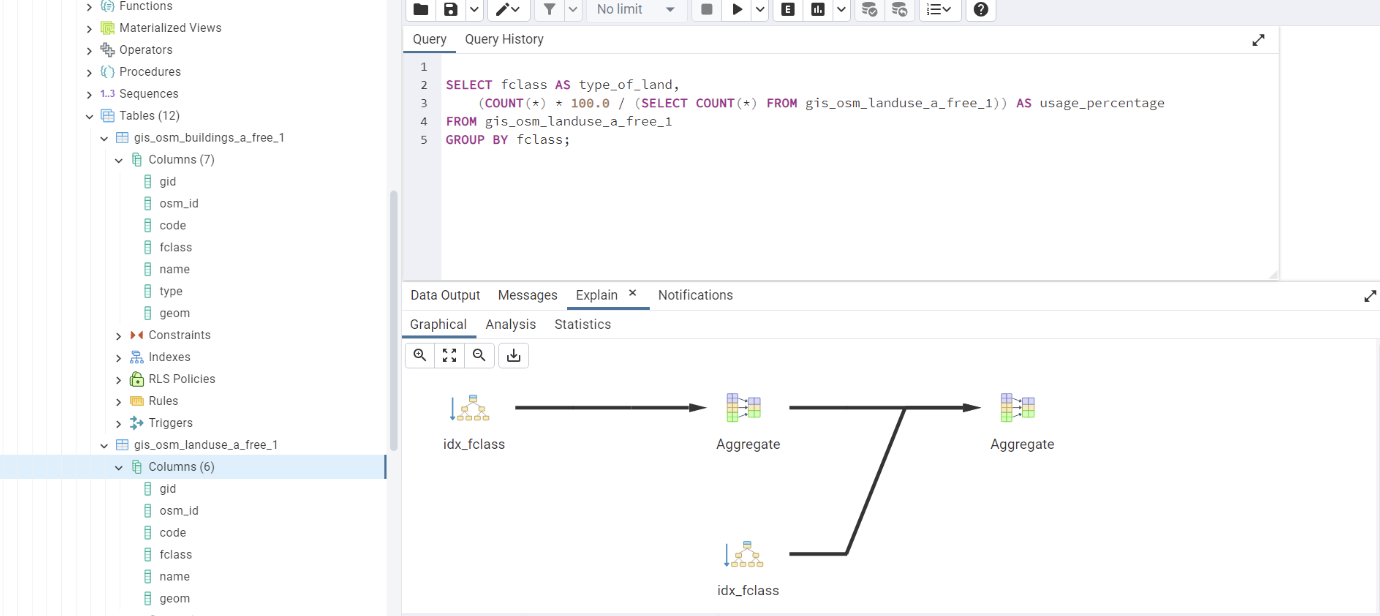 Functions
Materialized Views
Operators
Procedures
1..3 Sequences
Tables (12)
gis_osm_buildings_a_free_1
Columns (7)
gid
osm_id
code
fclass
name
type
geom
Constraints
Indexes
RLS Policies
Rules
Triggers
gis_osm_landuse_a_free_1
Columns (6)
gid
osm_id
code
fclass
name
geom
No limit
E
Query Query History
1
2 SELECT fclass AS type_of_land,
3 (COUNT(*) * 100.0 / (SELECT COUNT(*) FROM gis_osm_landuse_a_free_1)) AS usage_percentage
4 FROM gis_osm_landuse_a_free_1
5 GROUP BY fclass;
Data Output Messages Explain Notifications
Graphical Analysis Statistics
idx_fclass Aggregate Aggregate
idx_fclass